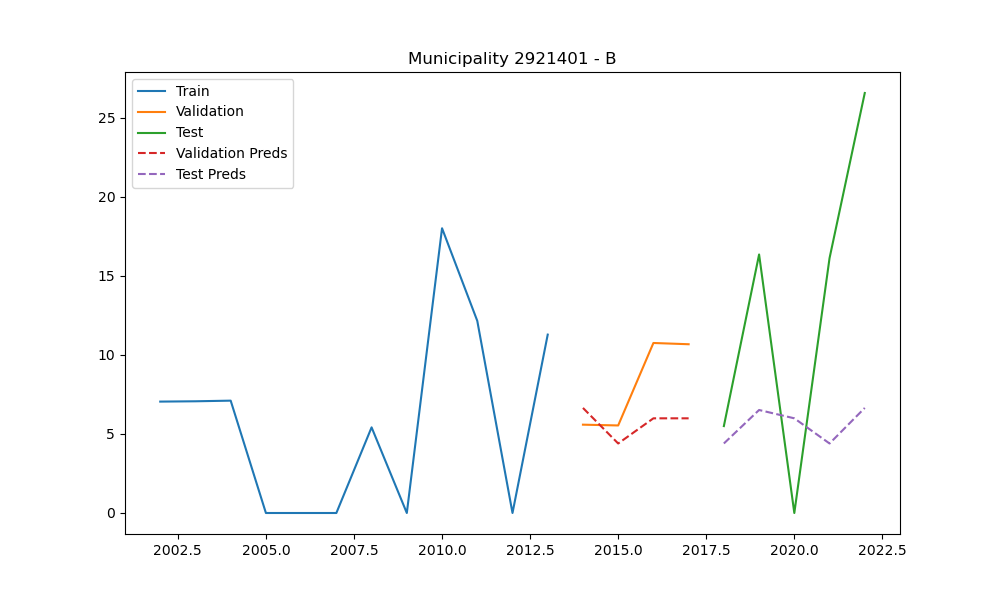 Municipality 2921401 - B
Train
Validation
Test
Validation Preds
Test Preds
25
20
15
10
5
0
2002.5 2005.0 2007.5 2010.0 2012.5 2015.0 2017.5 2020.0 2022.5